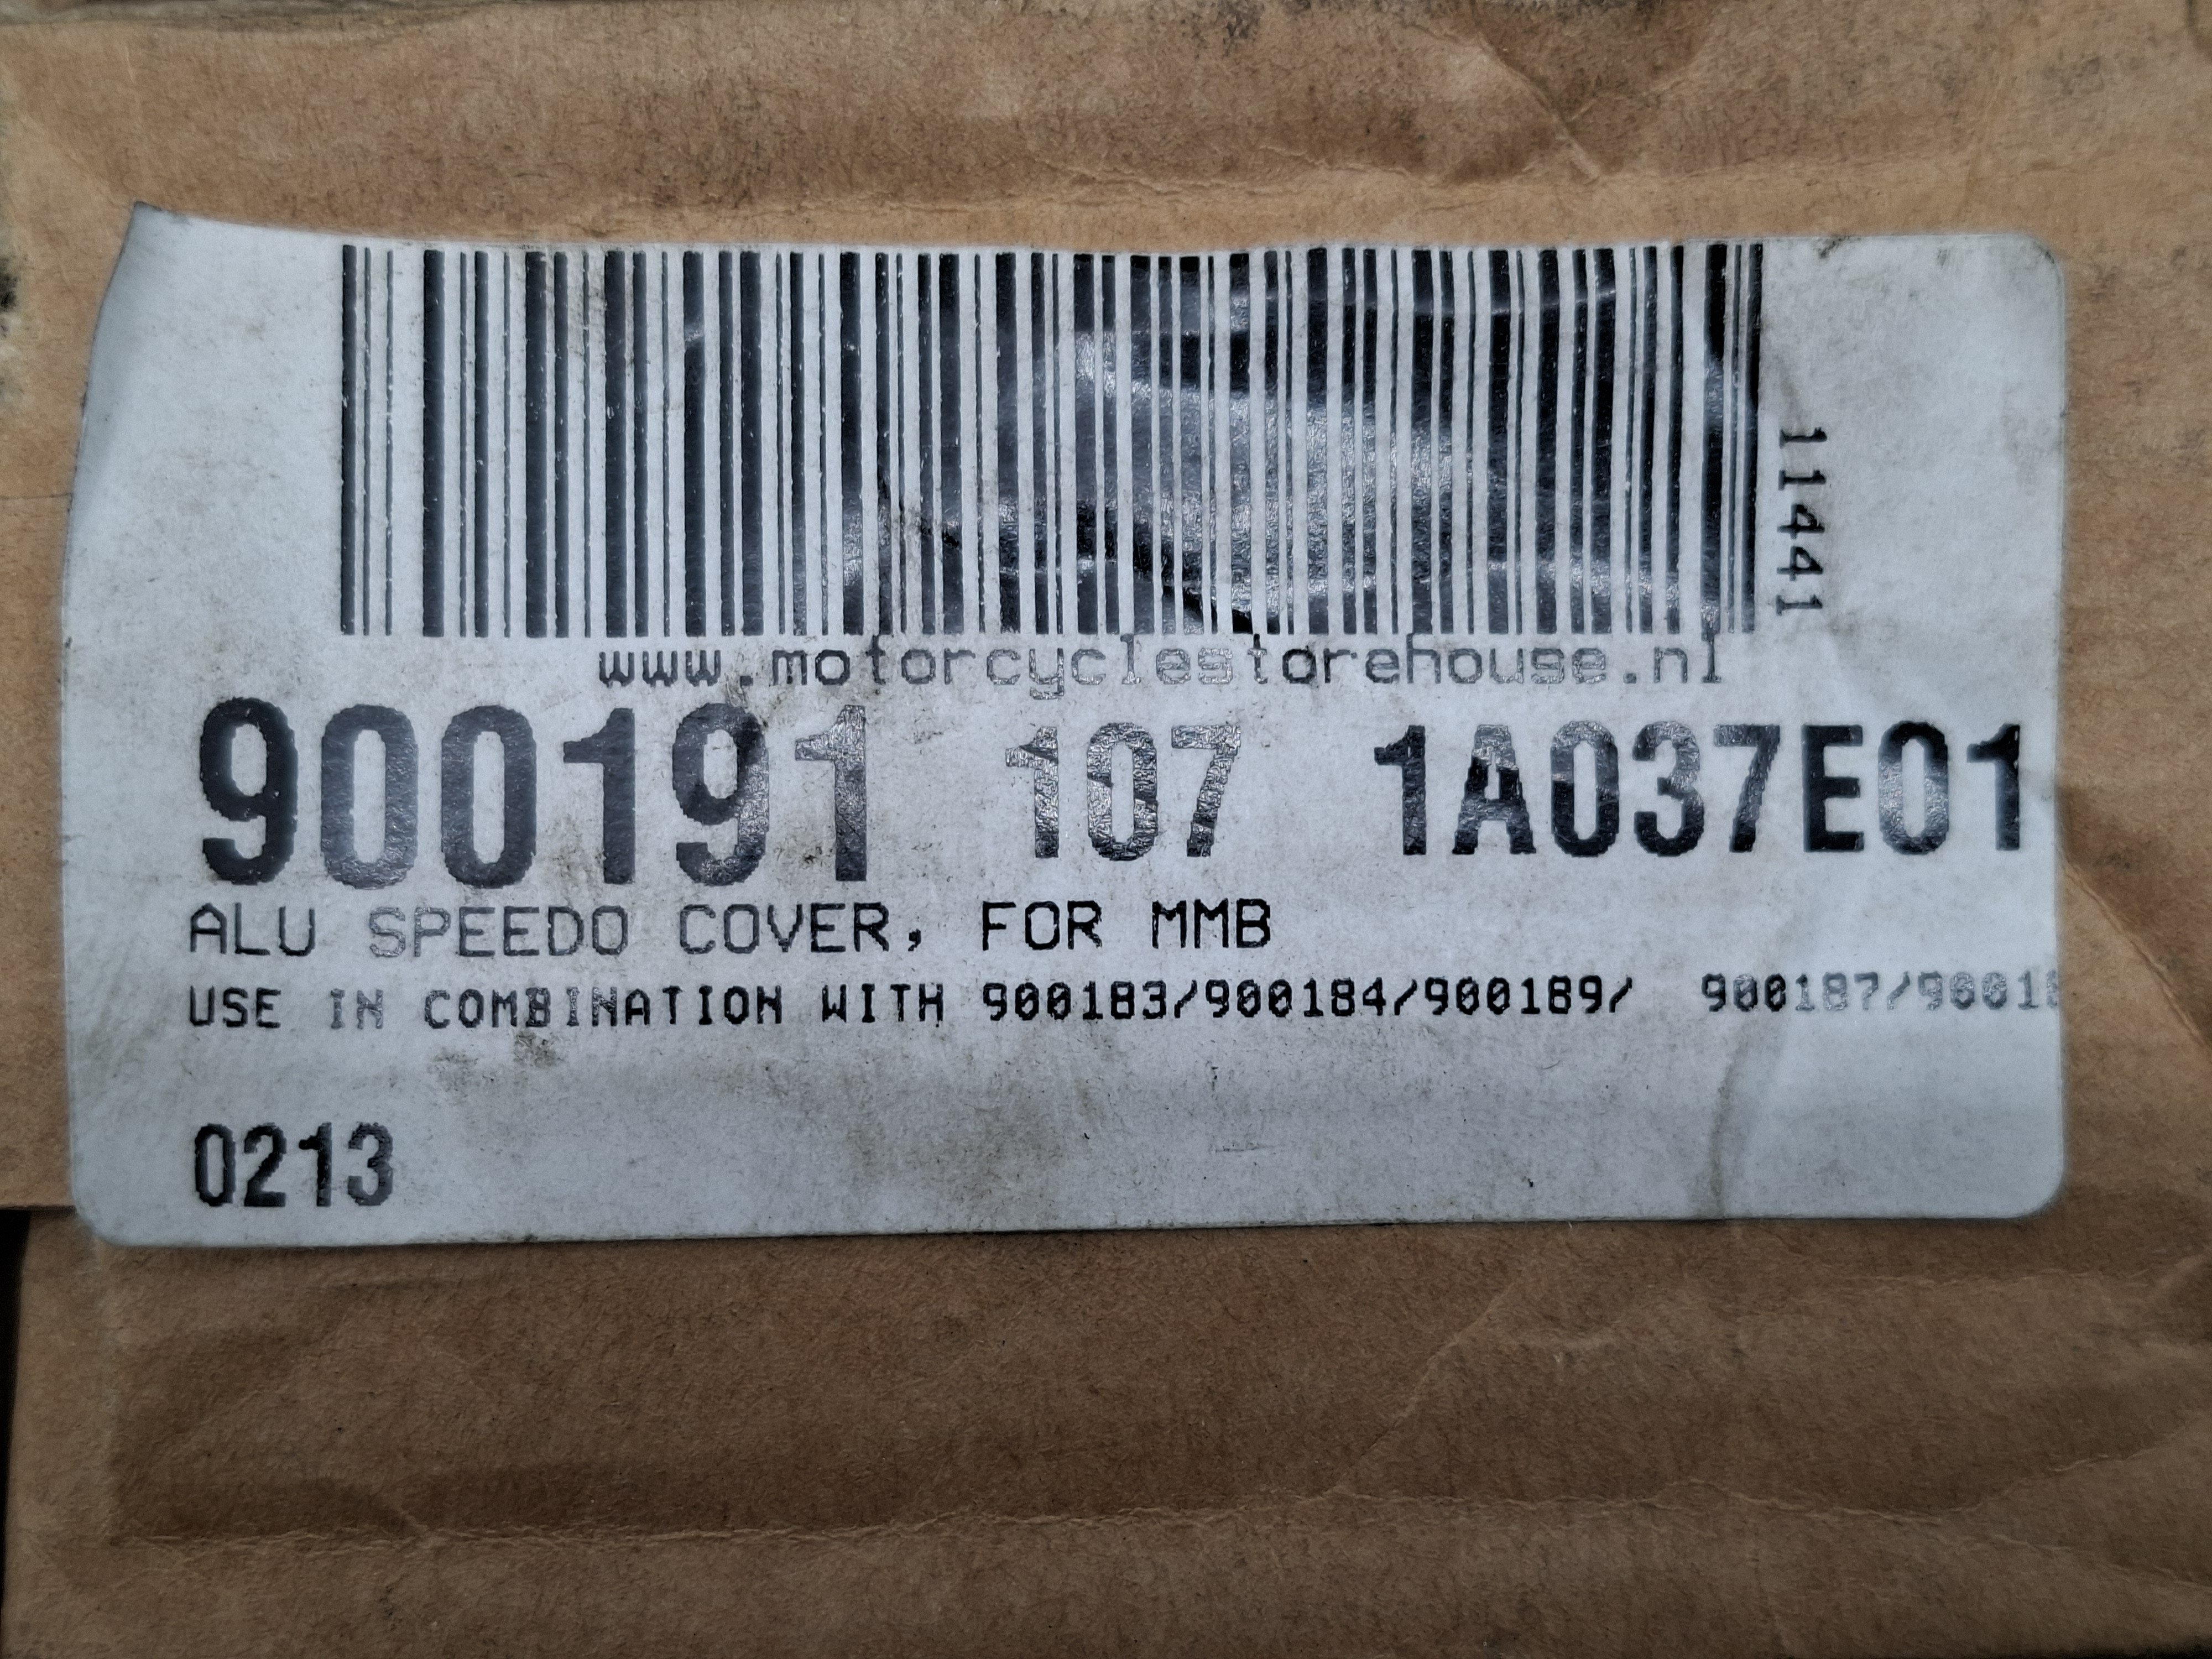 11441
www.motorcyclestorehouse.nl
900191 107 1A037E01
ALU SPEEDO COVER, FOR MMB
USE IN COMBINATION WITH 900183/900184/900189/ 900187/
0213